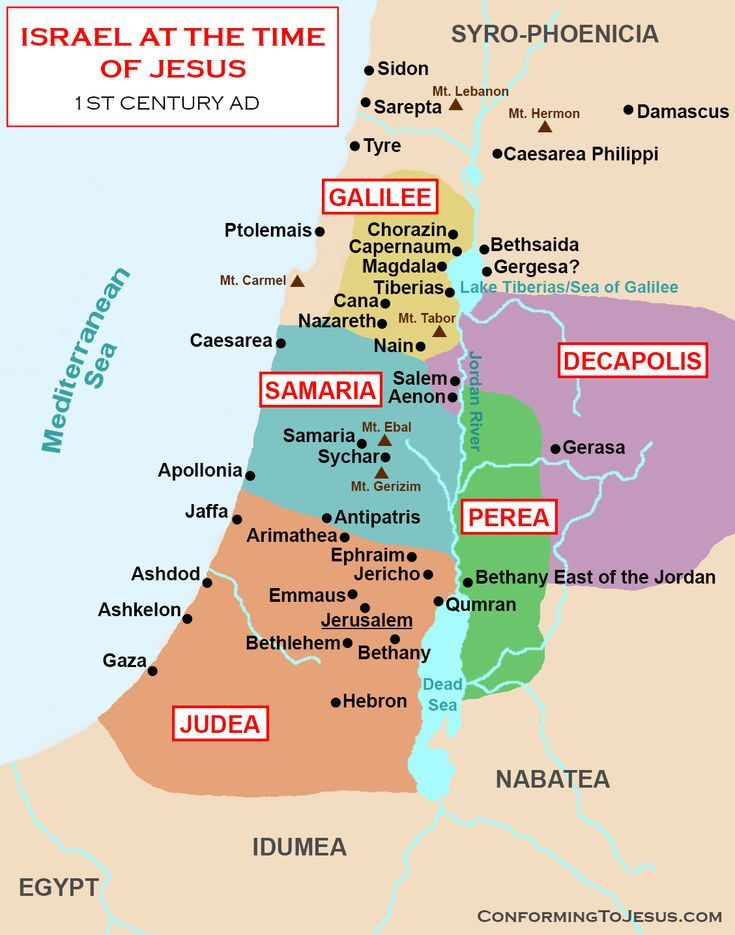 ISRAEL AT THE TIME
OF JESUS
1ST CENTURY AD
SYRO-PHOENICIA
Sidon
Mt. Lebanon
Sarepta
Mt. Hermon
Damascus
Tyre
Caesarea Philippi
GALILEE
Ptolemais
Chorazin
Capernaum
Bethsaida
Magdala
Gergesa?
Mt. Carmel
Tiberias
Lake Tiberias/Sea of Galilee
Cana
Nazareth
Mt. Tabor
Mediterranean
Sea
Caesarea
Nain
Jordan River
DECAPOLIS
SAMARIA
Salem
Aenon
Mt. Ebal
Samaria
Sychar
Gerasa
Mt. Gerizim
Apollonia
Jaffa
Antipatris
PEREA
Arimathea
Ephraim
Jericho
Ashdod
Bethany East of the Jordan
Emmaus
Qumran
Ashkelon
Jerusalem
Bethlehem
Bethany
Gaza
Dead
Sea
Hebron
JUDEA
NABATEA
IDUMEA
EGYPT
CONFORMINGTOJESUS.COM